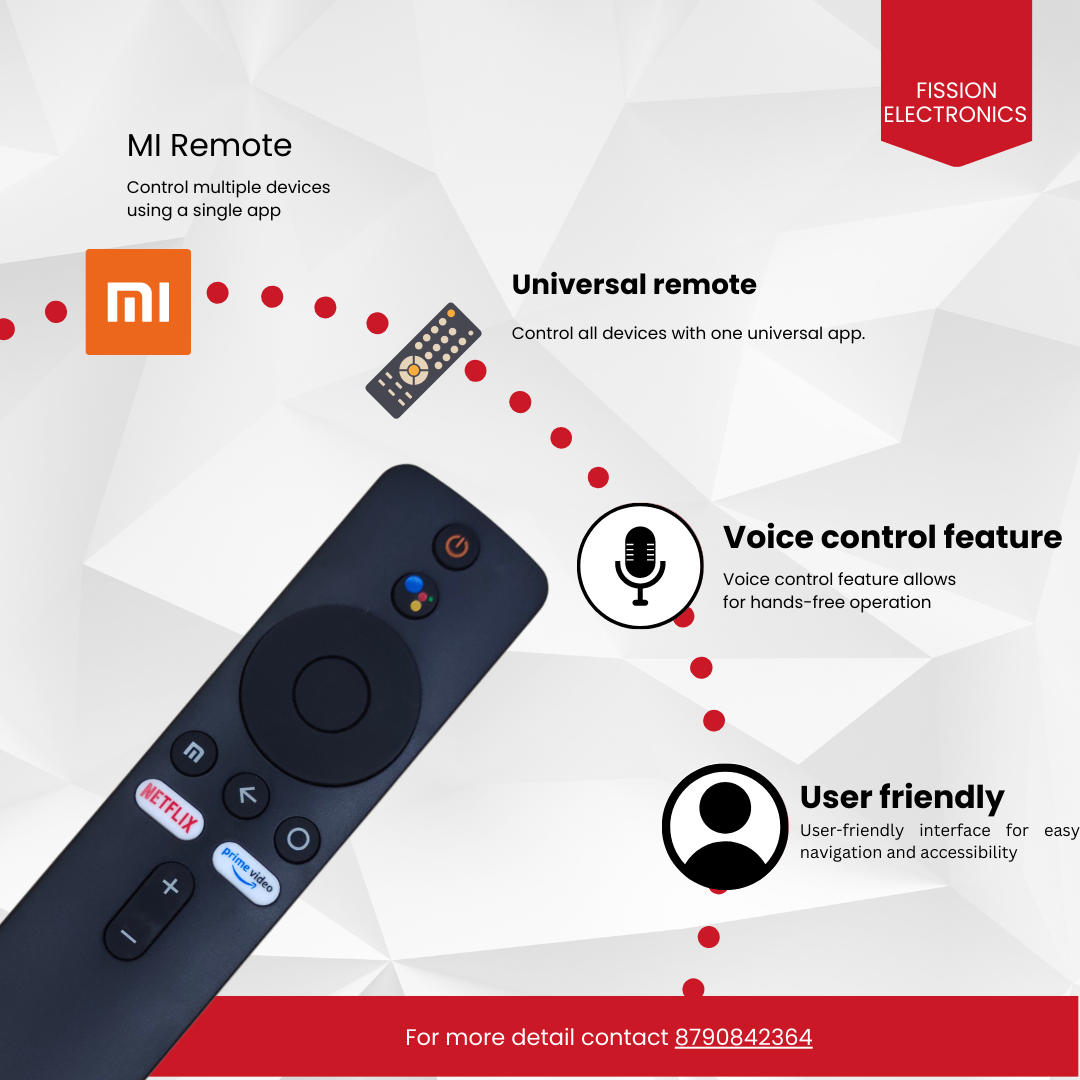 FISSION
ELECTRONICS
MI Remote
Control multiple devices
using a single app
mi
Universal remote
Control all devices with one universal app.
Voice control feature
Voice control feature allows
for hands-free operation
User friendly
User-friendly interface for easy
navigation and accessibility
NETFLIX
prime video
+
−
For more detail contact 8790842364